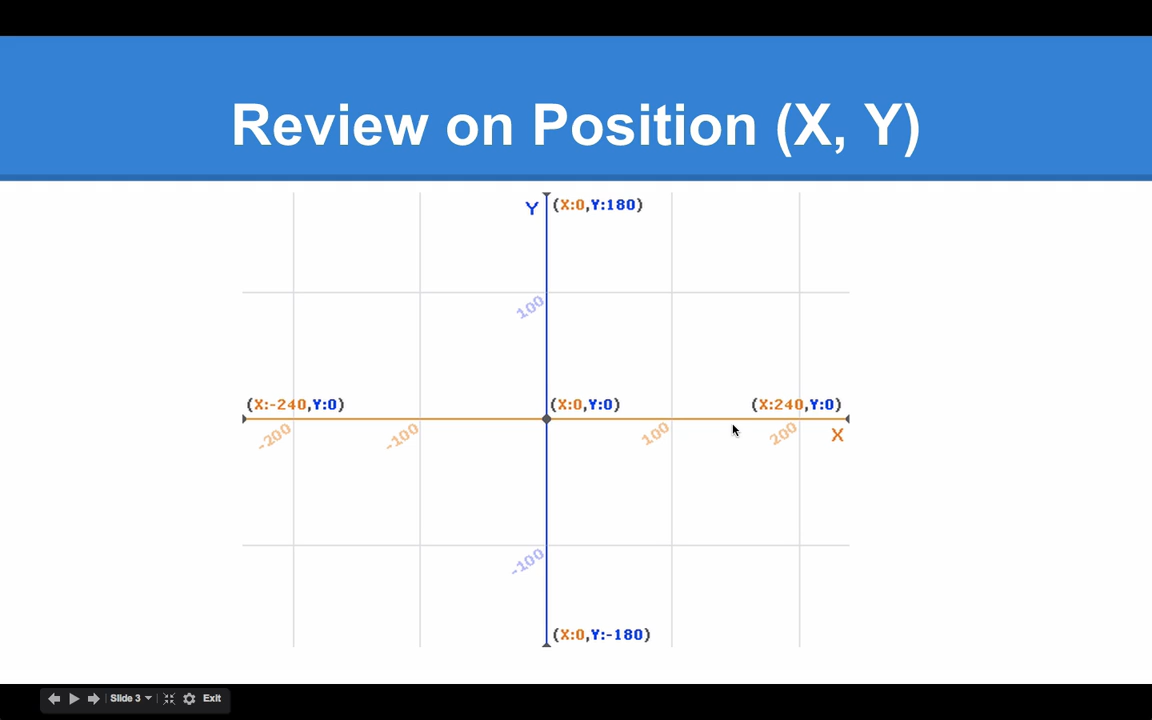 Review on Position (X, Y)
Y (X:0,Y:180)
100
(X:-240,Y:0) (X:0,Y:0) (X:240,Y:0)
-200 -100 100 200 X
-100
(X:0,Y:-180)
Slide 3 Exit